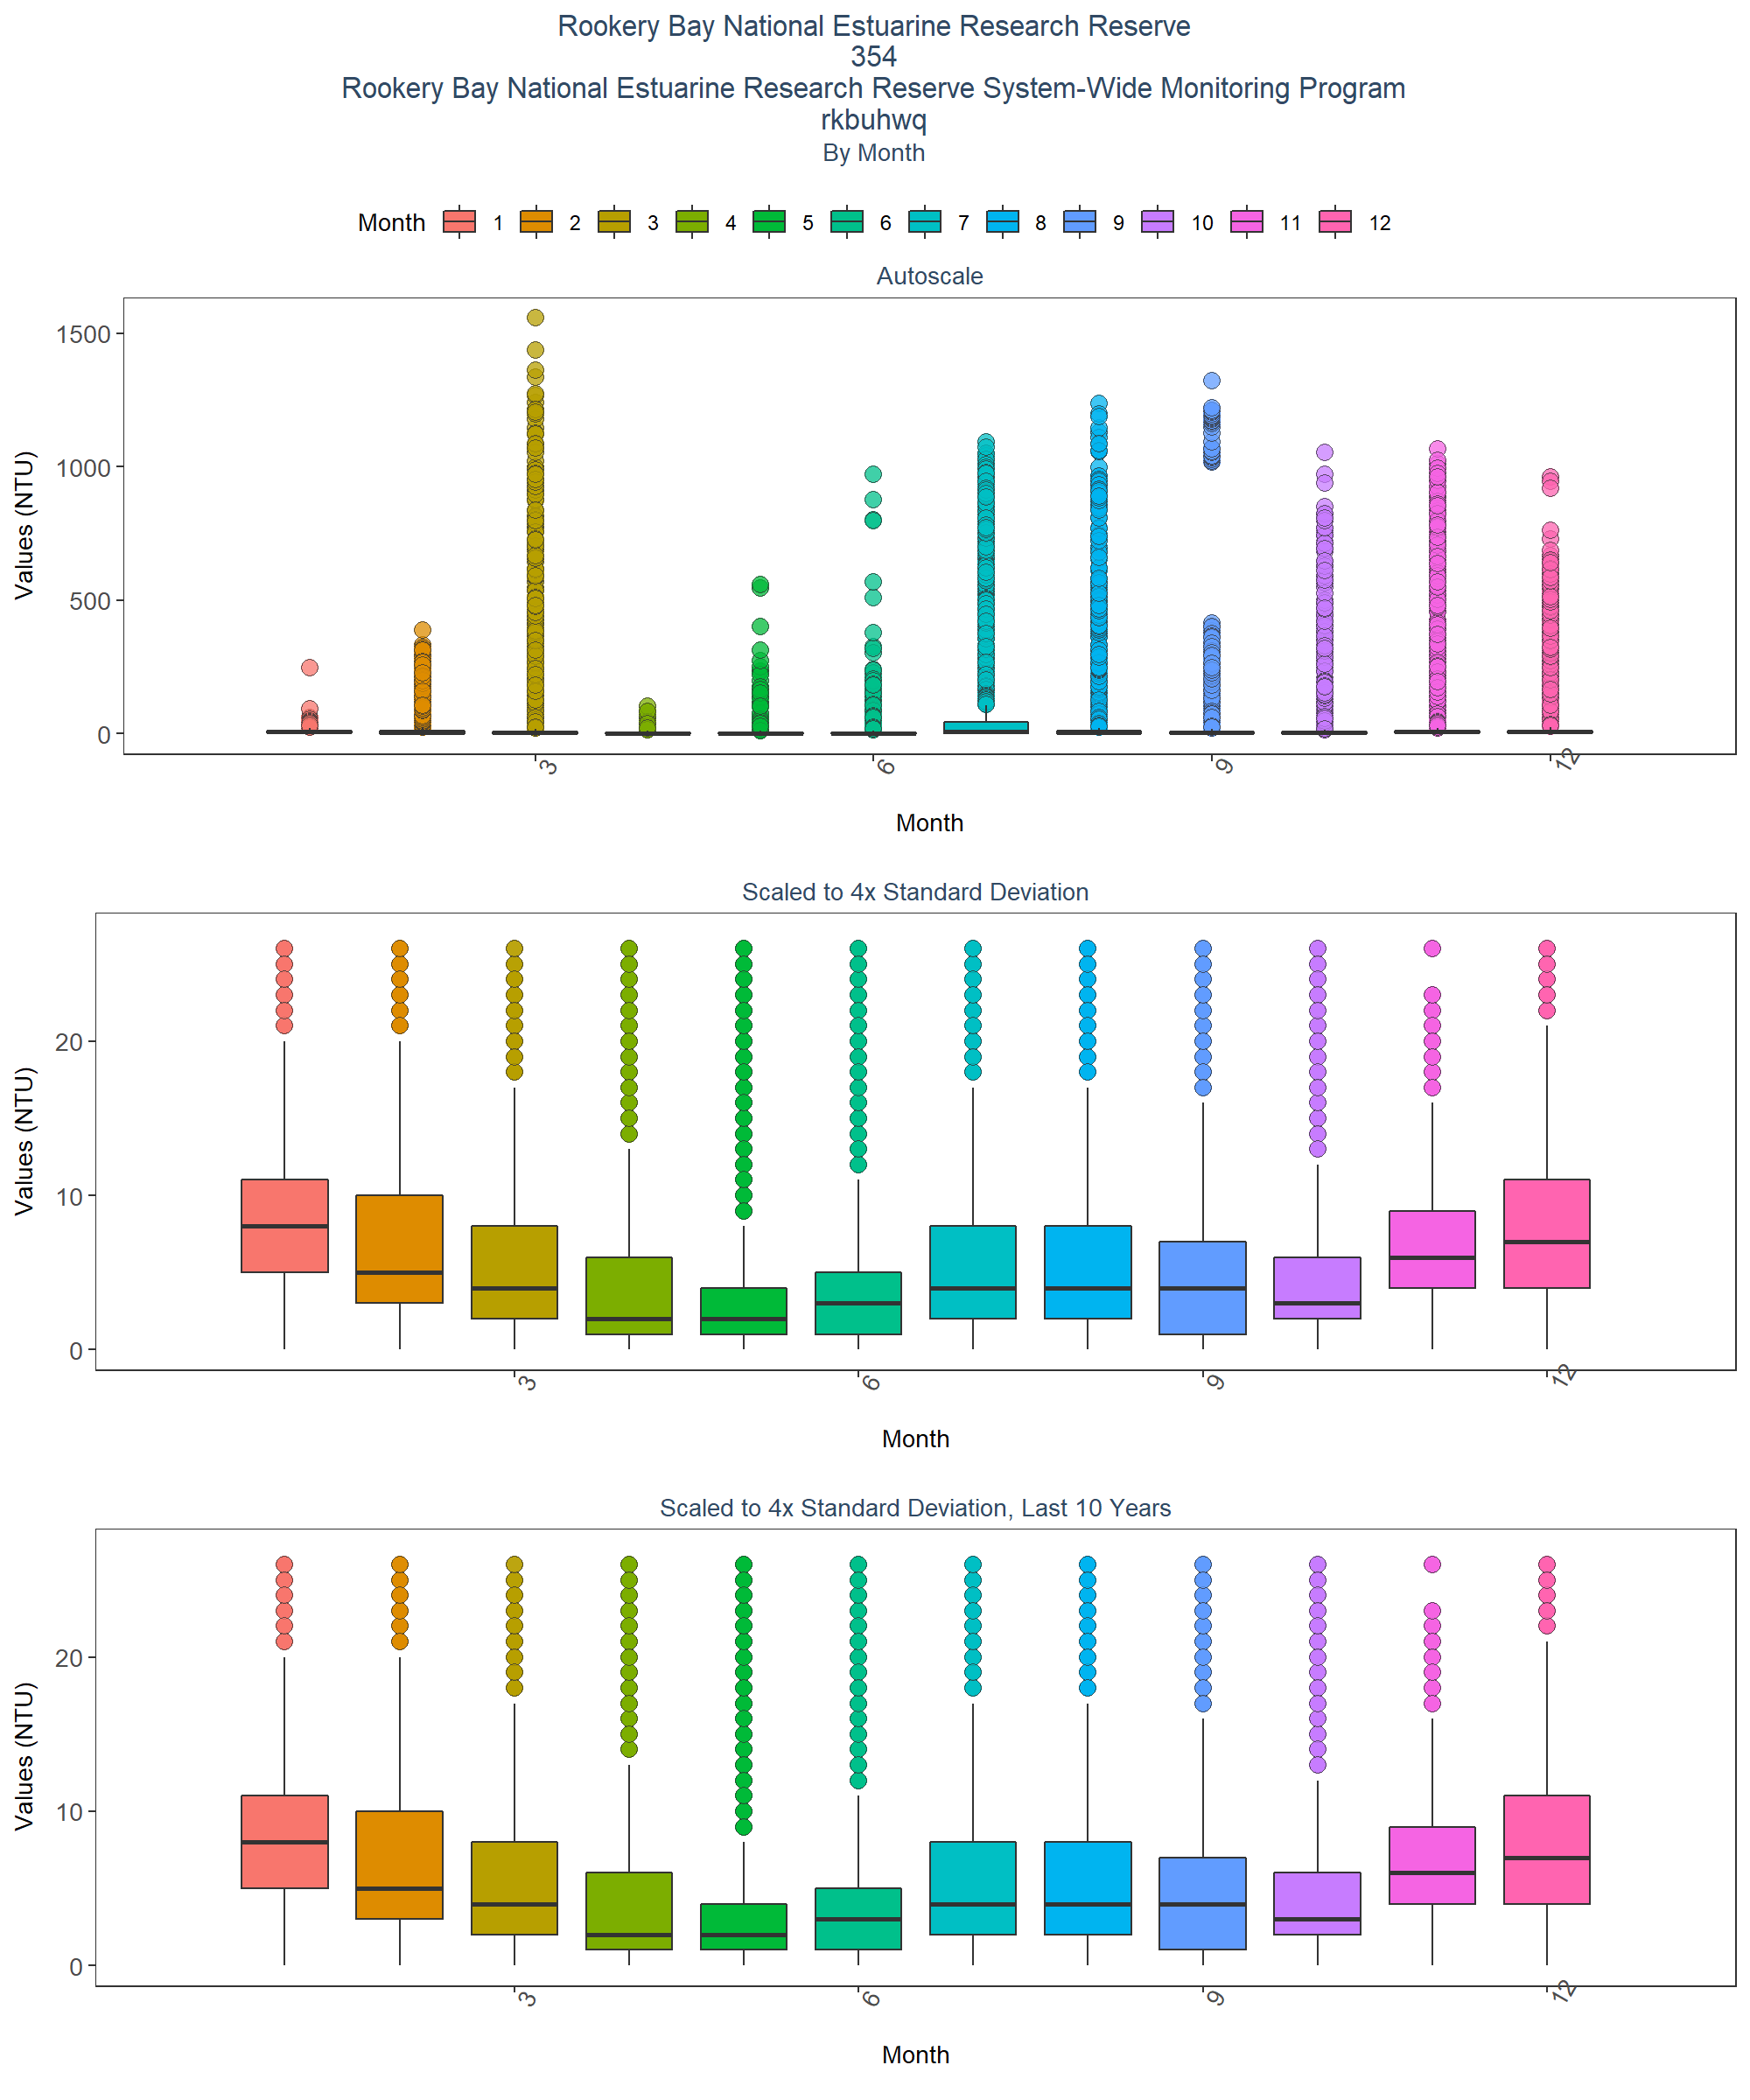 Rookery Bay National Estuarine Research Reserve
354
Rookery Bay National Estuarine Research Reserve System-Wide Monitoring Program
rkbuhwq
By Month
Month 1 2 3 4 5 6 7 8 9 10 11 12
Autoscale
Values (NTU)
1500
1000
500
0
3 6 9 12
Month
Scaled to 4x Standard Deviation
Values (NTU)
20
10
0
3 6 9 12
Month
Scaled to 4x Standard Deviation, Last 10 Years
Values (NTU)
20
10
0
3 6 9 12
Month